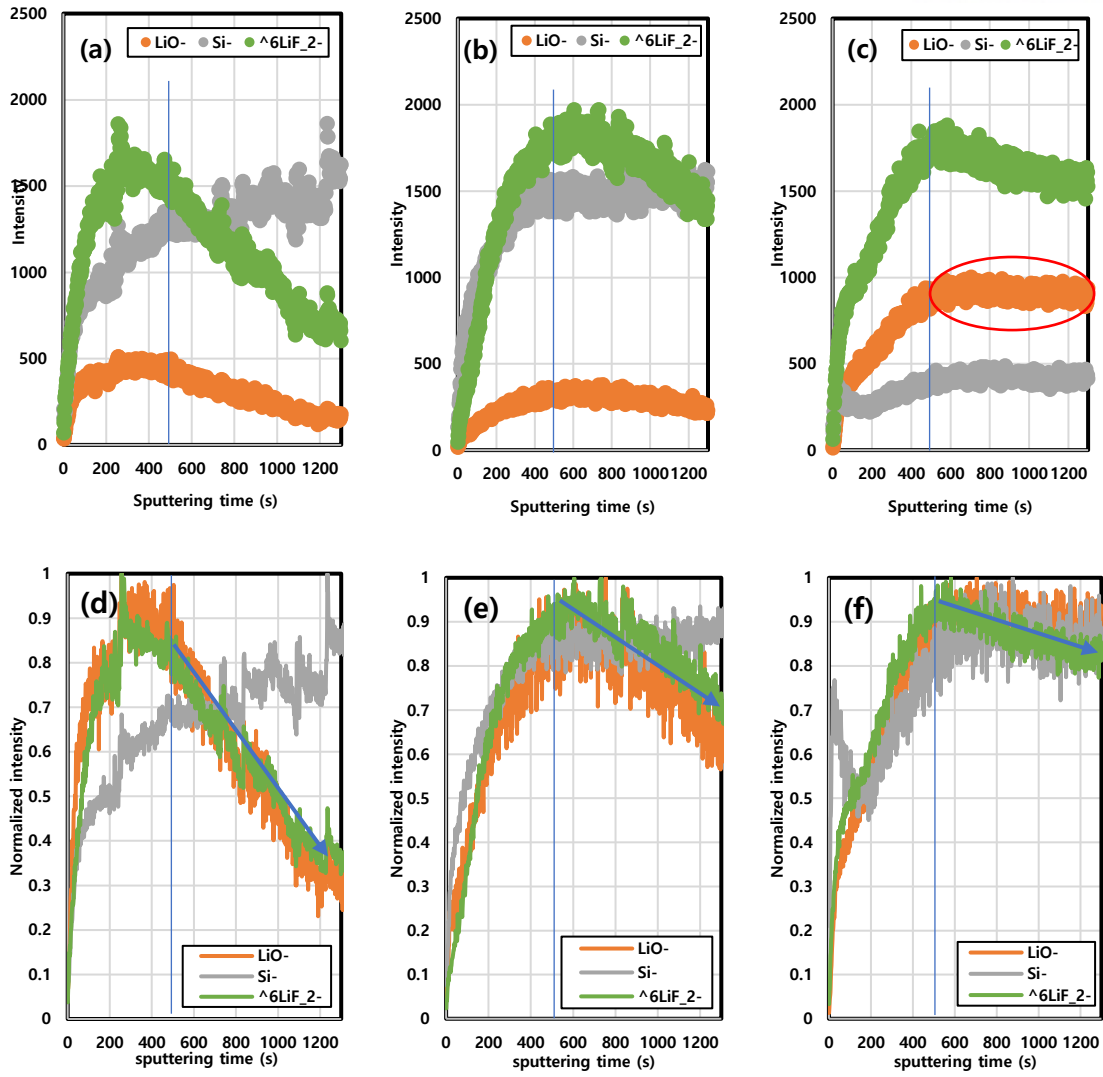 (a)
LiO- Si- ^6LiF_2-
2500
2000
1500
1000
500
0
Intensity
0 200 400 600 800 1000 1200
Sputtering time (s)
(b)
LiO- Si- ^6LiF_2-
2500
2000
1500
1000
500
0
Intensity
0 200 400 600 800 1000 1200
Sputtering time (s)
(c)
LiO- Si- ^6LiF_2-
2500
2000
1500
1000
500
0
Intensity
0 200 400 600 800 1000 1200
Sputtering time (s)
(d)
1
0.9
0.8
0.7
0.6
0.5
0.4
0.3
0.2
0.1
0
Normalized intensity
LiO-
Si-
^6LiF_2-
0 200 400 600 800 1000 1200
sputtering time (s)
(e)
1
0.9
0.8
0.7
0.6
0.5
0.4
0.3
0.2
0.1
0
Normalized intensity
LiO-
Si-
^6LiF_2-
0 200 400 600 800 1000 1200
sputtering time (s)
(f)
1
0.9
0.8
0.7
0.6
0.5
0.4
0.3
0.2
0.1
0
Normalized intensity
LiO-
Si-
^6LiF_2-
0 200 400 600 800 1000 1200
sputtering time (s)